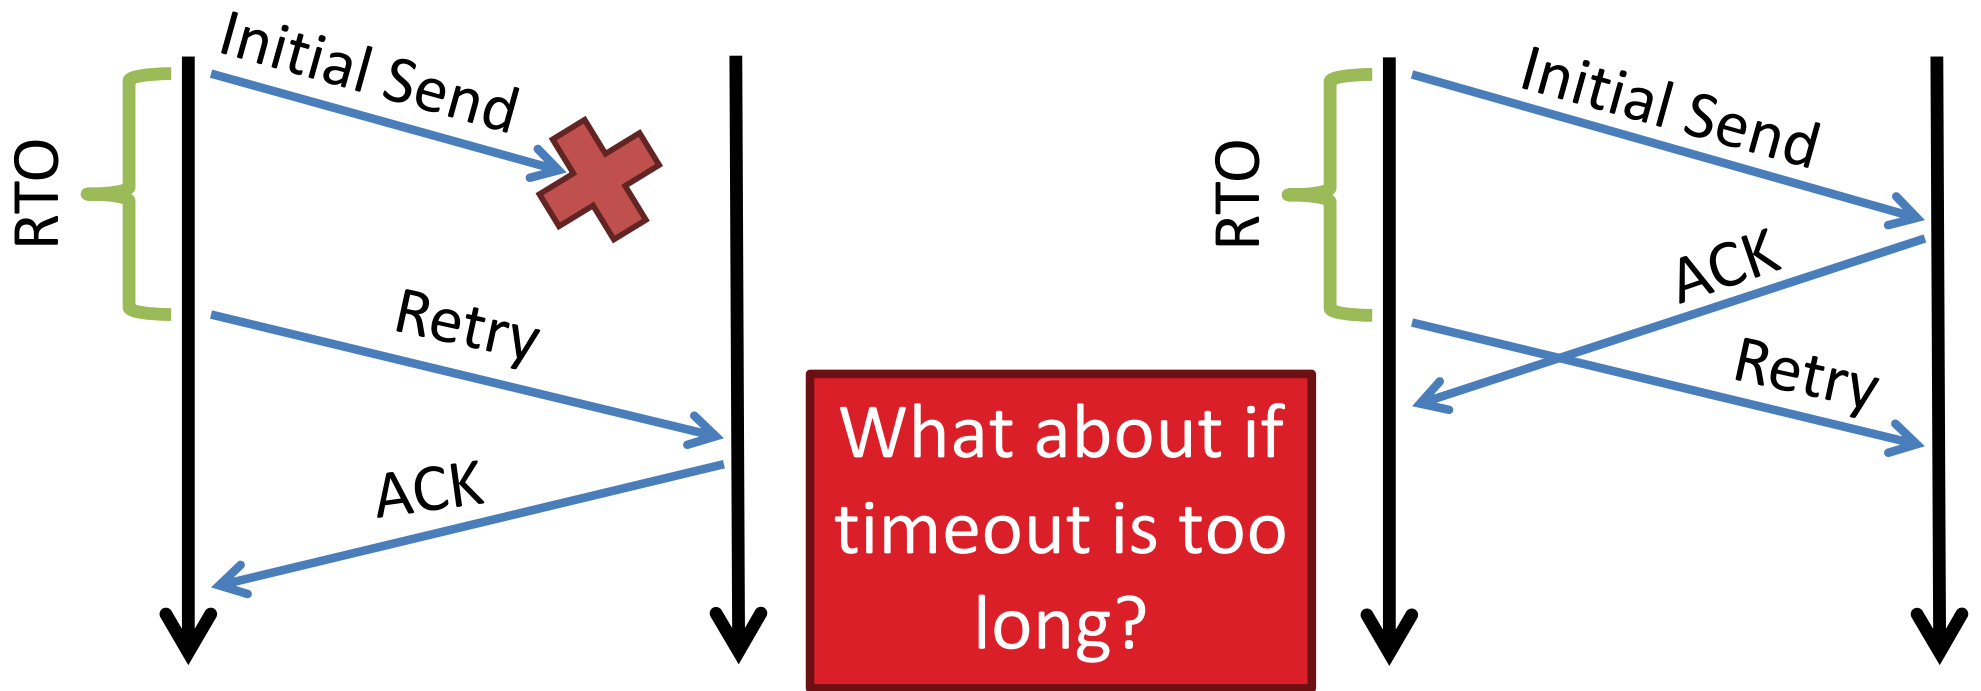 RTO
Initial Send
Retry
ACK
What about if
timeout is too
long?
RTO
Initial Send
ACK
Retry